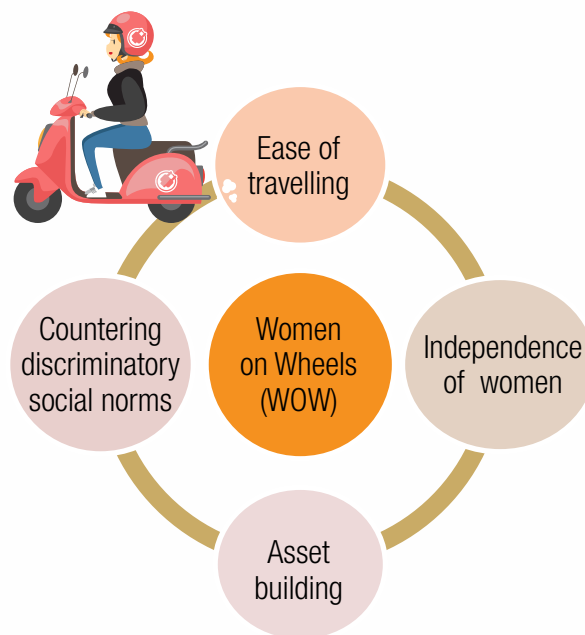 Ease of
travelling
Countering
discriminatory
social norms
Women
on Wheels
(WOW)
Independence
of women
Asset
building